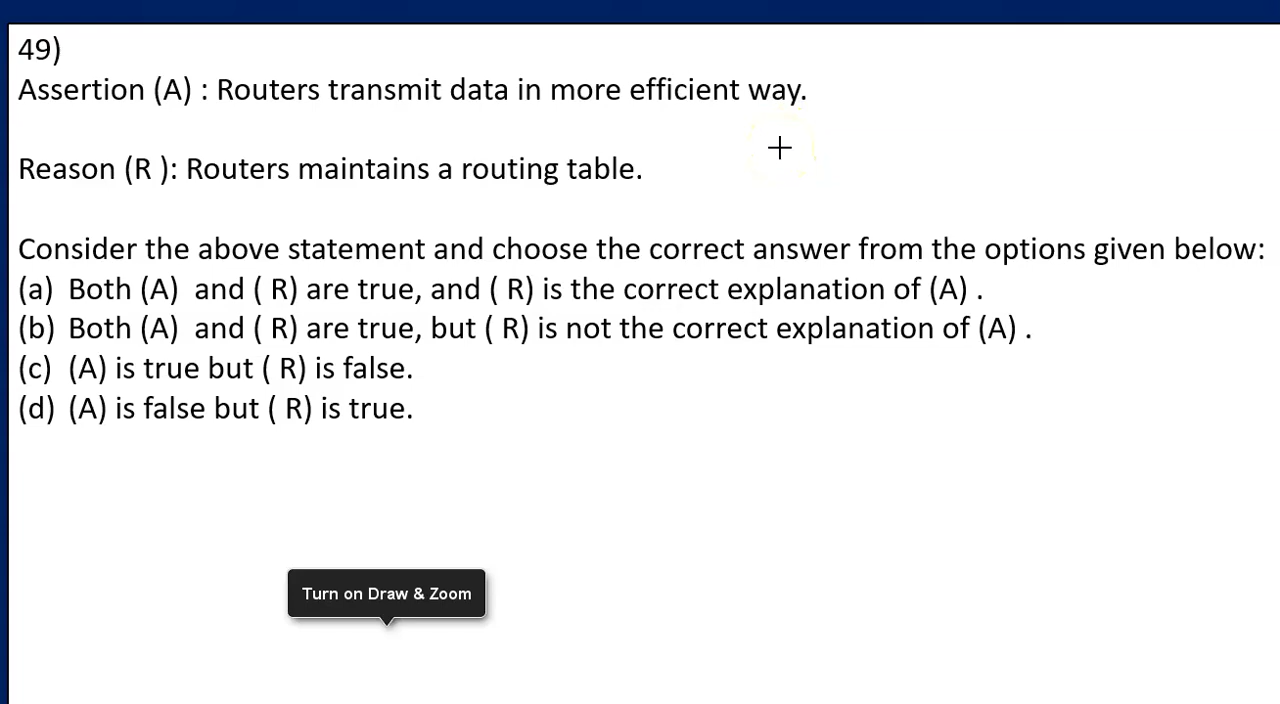 49)
Assertion (A) : Routers transmit data in more efficient way.
Reason (R ): Routers maintains a routing table.
Consider the above statement and choose the correct answer from the options given below:
(a) Both (A) and ( R) are true, and ( R) is the correct explanation of (A) .
(b) Both (A) and ( R) are true, but ( R) is not the correct explanation of (A) .
(c) (A) is true but ( R) is false.
(d) (A) is false but ( R) is true.
Turn on Draw & Zoom